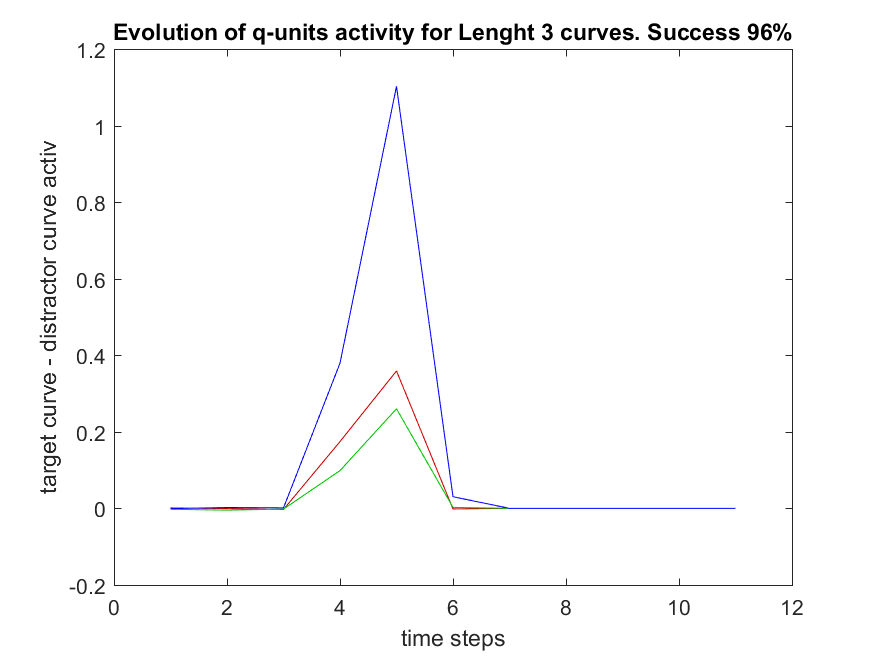 Evolution of q-units activity for Lenght 3 curves. Success 96%
target curve - distractor curve activ
1.2
1
0.8
0.6
0.4
0.2
0
-0.2
0 2 4 6 8 10 12
time steps